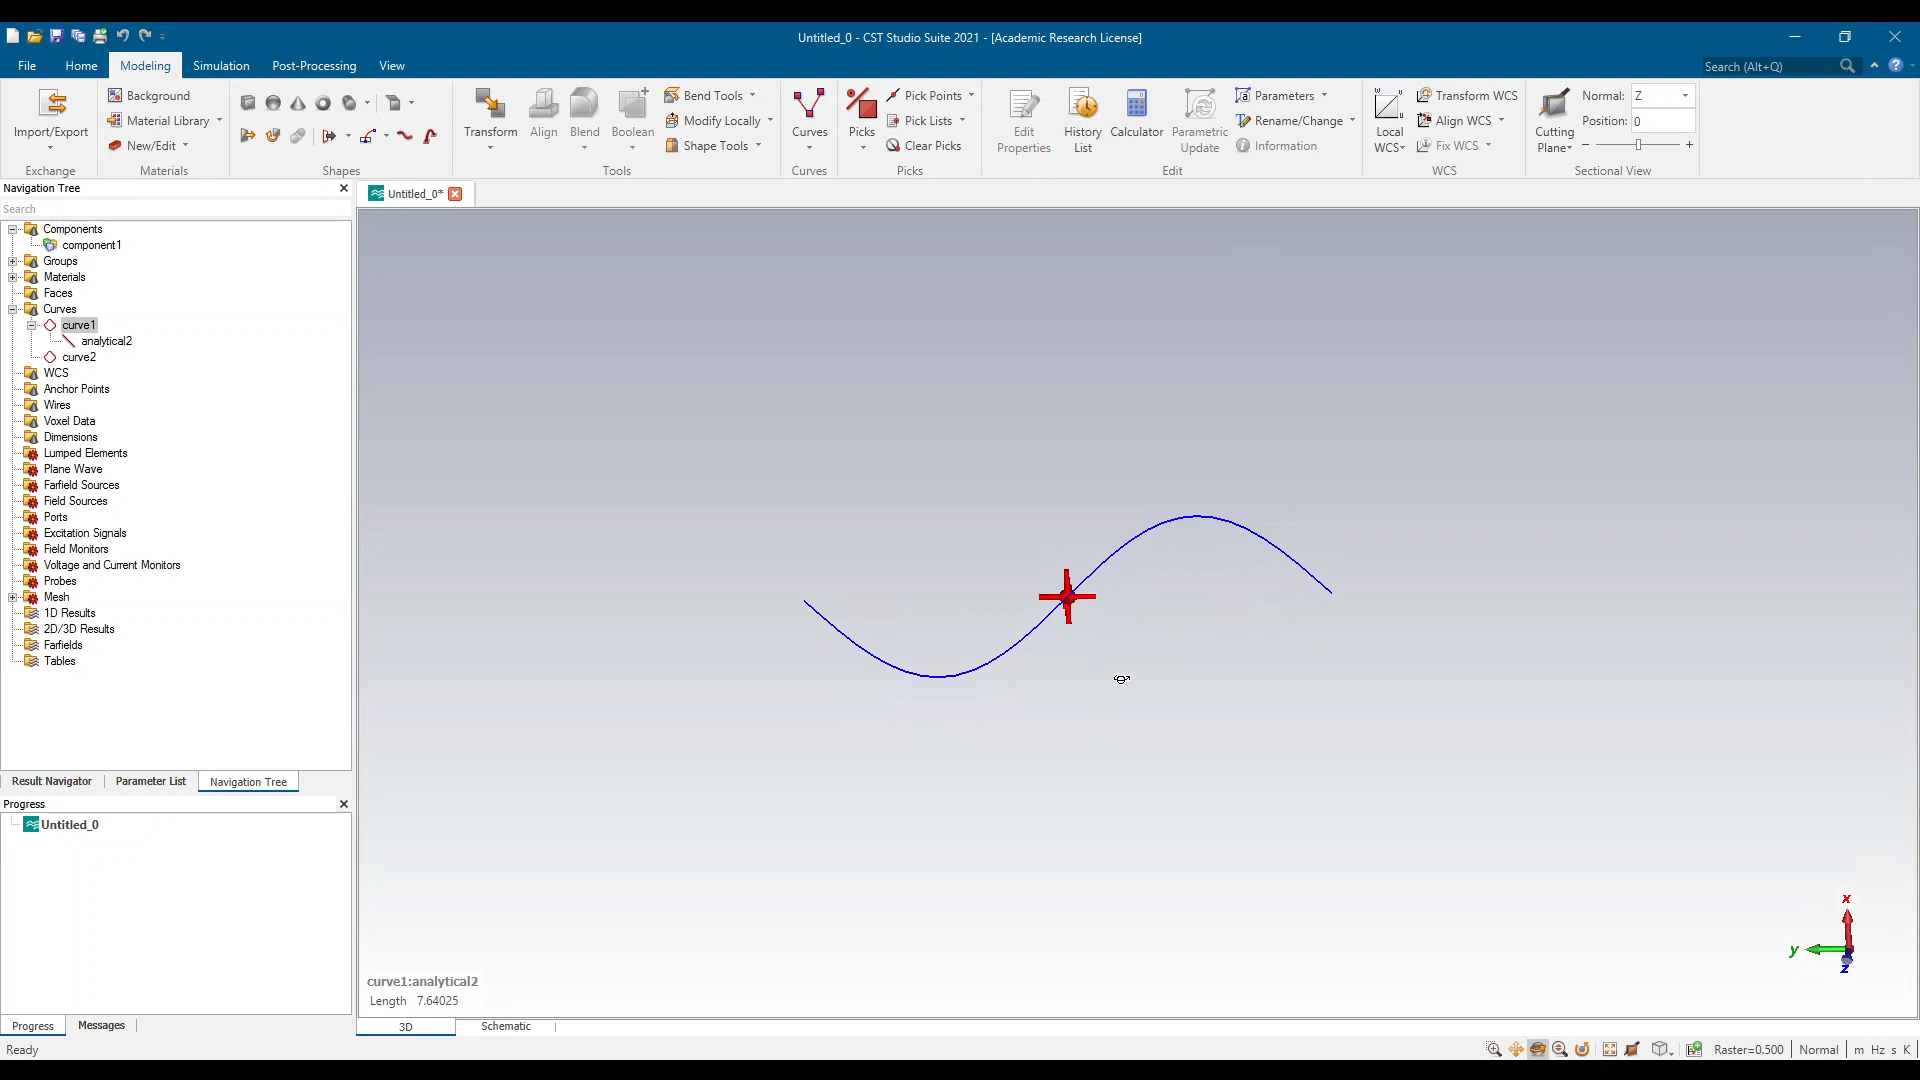 Untitled_0 - CST Studio Suite 2021 - [Academic Research License]
File Home Modeling Simulation Post-Processing View Search (Alt+Q)
Import/Export
Exchange
Background
Material Library
New/Edit
Materials
Shapes
Transform Align Blend Boolean
Bend Tools
Modify Locally
Shape Tools
Tools
Curves
Curves
Picks
Pick Points
Pick Lists
Clear Picks
Picks
Edit Properties
History List
Calculator
Parametric Update
Parameters
Rename/Change
Information
Edit
Local WCS
Transform WCS
Align WCS
Fix WCS
WCS
Cutting Plane
Normal: Z
Position: 0
Sectional View
Navigation Tree
Search
Untitled_0*
Components
component1
Groups
Materials
Faces
Curves
curve1
analytical2
curve2
WCS
Anchor Points
Wires
Voxel Data
Dimensions
Lumped Elements
Plane Wave
Farfield Sources
Field Sources
Ports
Excitation Signals
Field Monitors
Voltage and Current Monitors
Probes
Mesh
1D Results
2D/3D Results
Farfields
Tables
Result Navigator Parameter List Navigation Tree
Progress
Untitled_0
x
y
z
curve1:analytical2
Length 7.64025
Progress Messages
3D Schematic
Ready
Raster=0.500 Normal m Hz s K